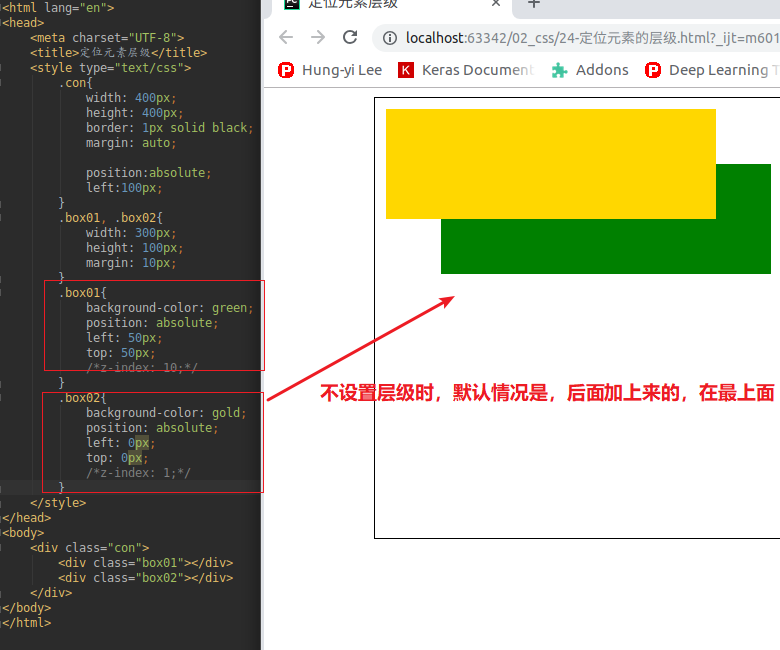 <html lang="en">
<head>
<meta charset="UTF-8">
<title>定位元素层级</title>
<style type="text/css">
.con{
width: 400px;
height: 400px;
border: 1px solid black;
margin: auto;
position:absolute;
left:100px;
}
.box01, .box02{
width: 300px;
height: 100px;
margin: 10px;
}
.box01{
background-color: green;
position: absolute;
left: 50px;
top: 50px;
/*z-index: 10;*/
}
.box02{
background-color: gold;
position: absolute;
left: 0px;
top: 0px;
/*z-index: 1;*/
}
</style>
</head>
<body>
<div class="con">
<div class="box01"></div>
<div class="box02"></div>
</div>
</body>
</html>
定位元素层级
localhost:63342/02_css/24-定位元素的层级.html?_ijt=m601
Hung-yi Lee K Keras Document Addons Deep Learning T
不设置层级时，默认情况是，后面加上来的，在最上面